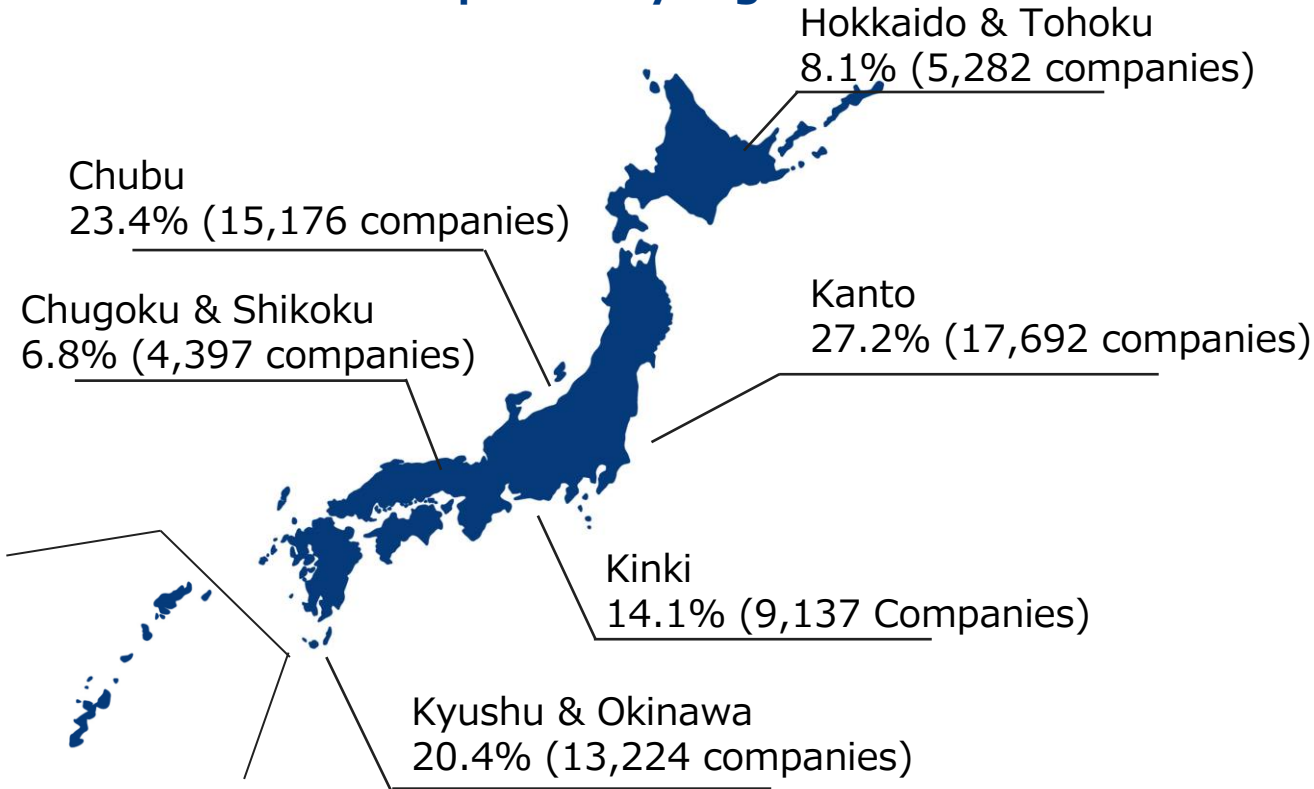 Hokkaido & Tohoku
8.1% (5,282 companies)
Chubu
23.4% (15,176 companies)
Chugoku & Shikoku
6.8% (4,397 companies)
Kanto
27.2% (17,692 companies)
Kinki
14.1% (9,137 Companies)
Kyushu & Okinawa
20.4% (13,224 companies)